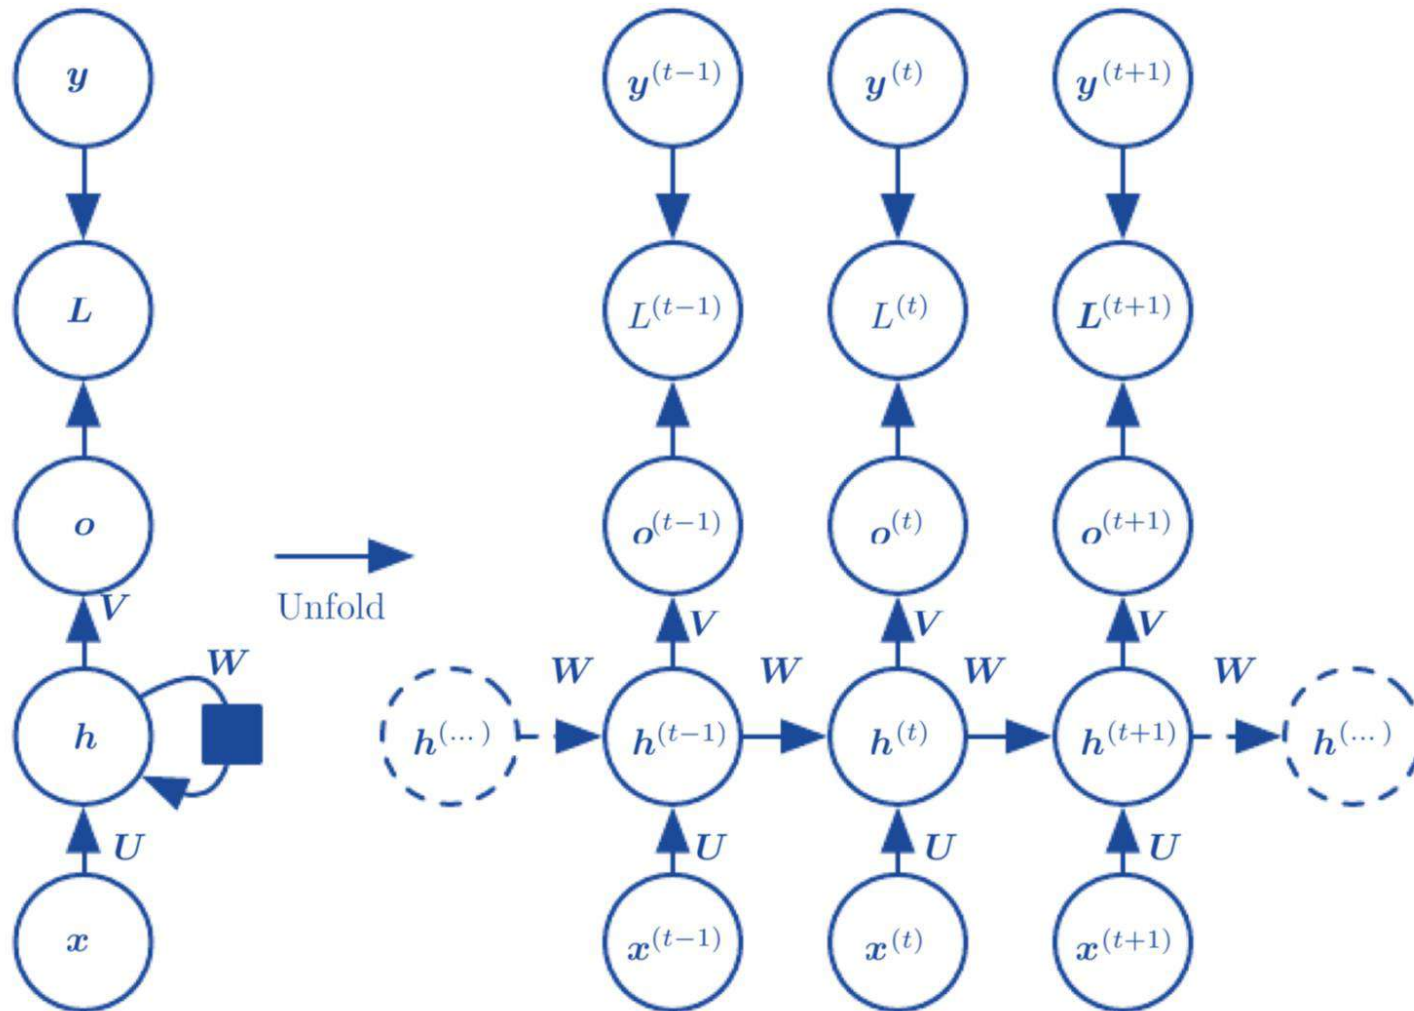 y y^(t−1) y^(t) y^(t+1)
L L^(t−1) L^(t) L^(t+1)
o o^(t−1) o^(t) o^(t+1)
Unfold
V V V V
W W W W W
h h^(...) h^(t−1) h^(t) h^(t+1) h^(...)
U U U U
x x^(t−1) x^(t) x^(t+1)